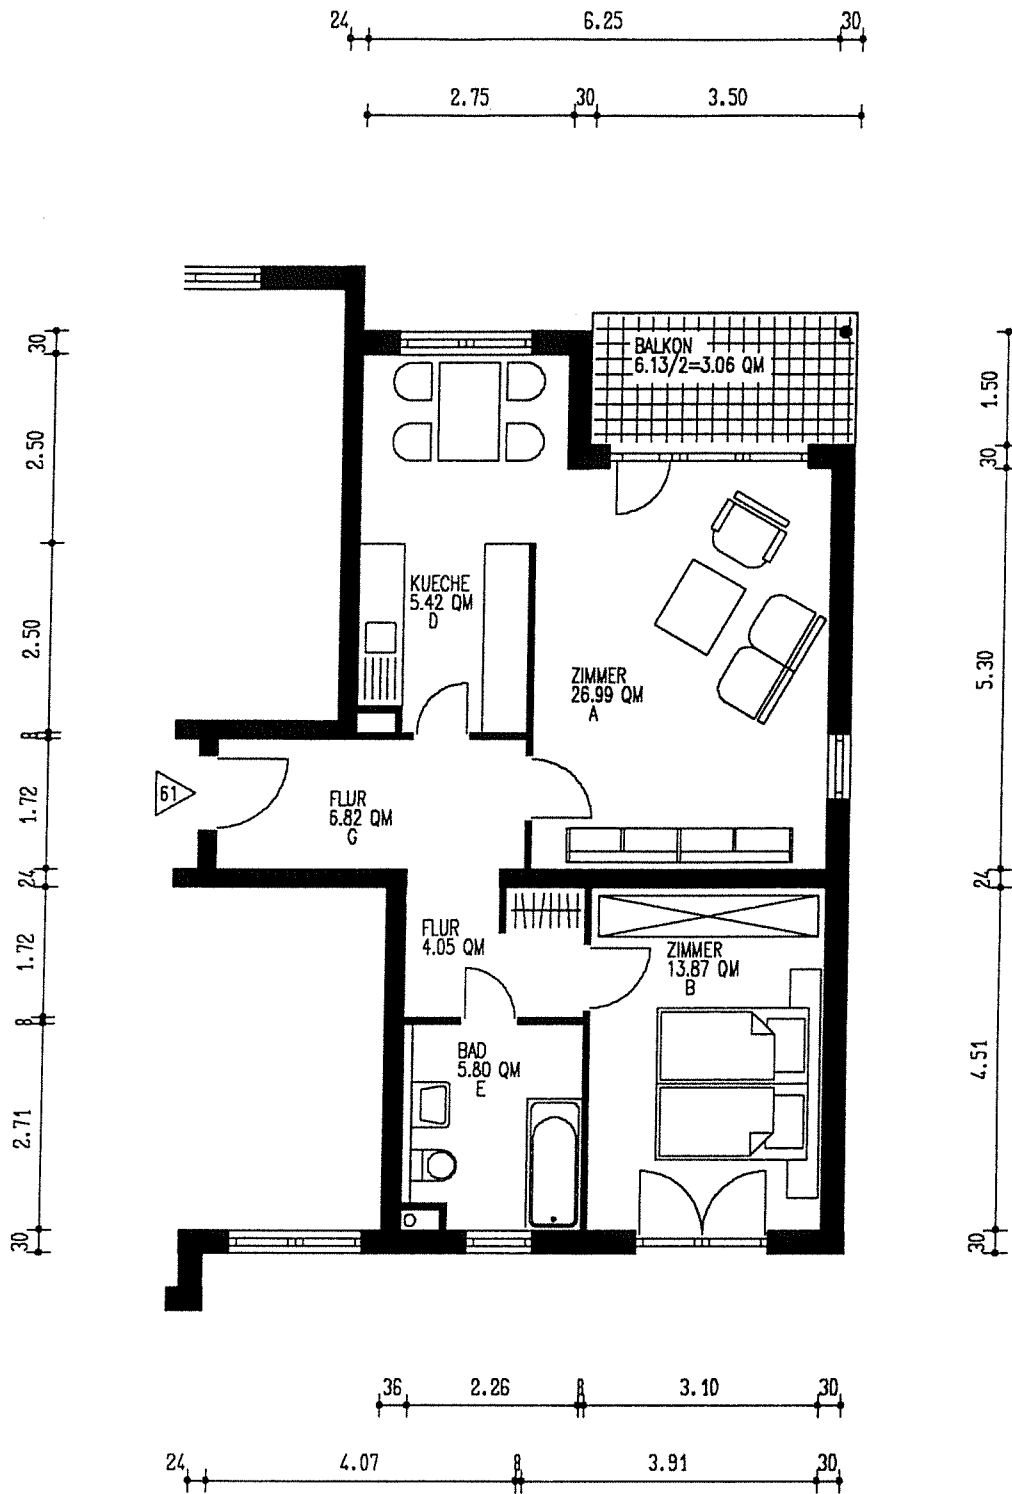 24 6.25 30
2.75 30 3.50
BALKON
6.13/2=3.06 QM
30
2.50
2.50
8
1.72
24
1.72
8
2.71
30
1.50
30
5.30
24
4.51
30
KUECHE
5.42 QM
D
ZIMMER
26.99 QM
A
61
FLUR
6.82 QM
G
FLUR
4.05 QM
ZIMMER
13.87 QM
B
BAD
5.80 QM
E
36 2.26 8 3.10 30
24 4.07 8 3.91 30